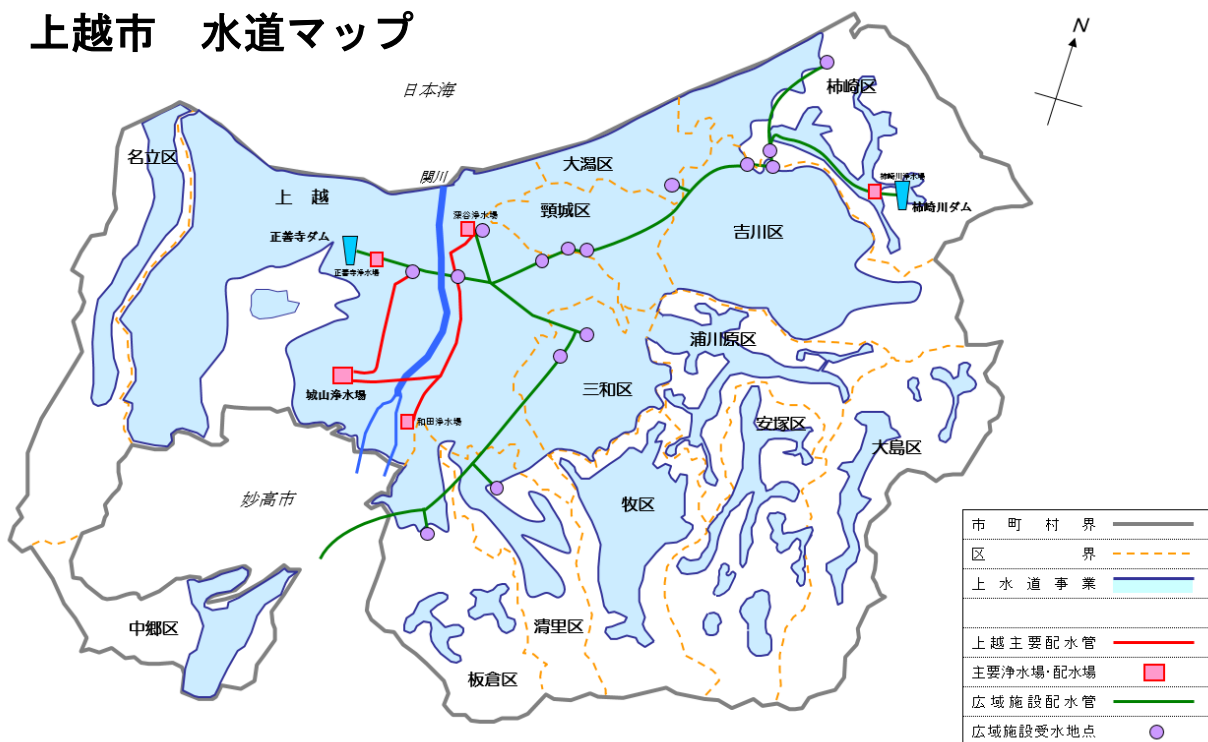 上越市　水道マップ
N
日本海
柿崎区
名立区
大潟区
柿崎川浄水場
関川
上越
頸城区
柿崎川ダム
深谷浄水場
吉川区
正善寺ダム
正善寺浄水場
浦川原区
三和区
城山浄水場
和田浄水場
安塚区
大島区
妙高市
牧区
中郷区
清里区
板倉区
市町村界
区界
上水道事業
上越主要配水管
主要浄水場・配水場
広域施設配水管
広域施設受水地点